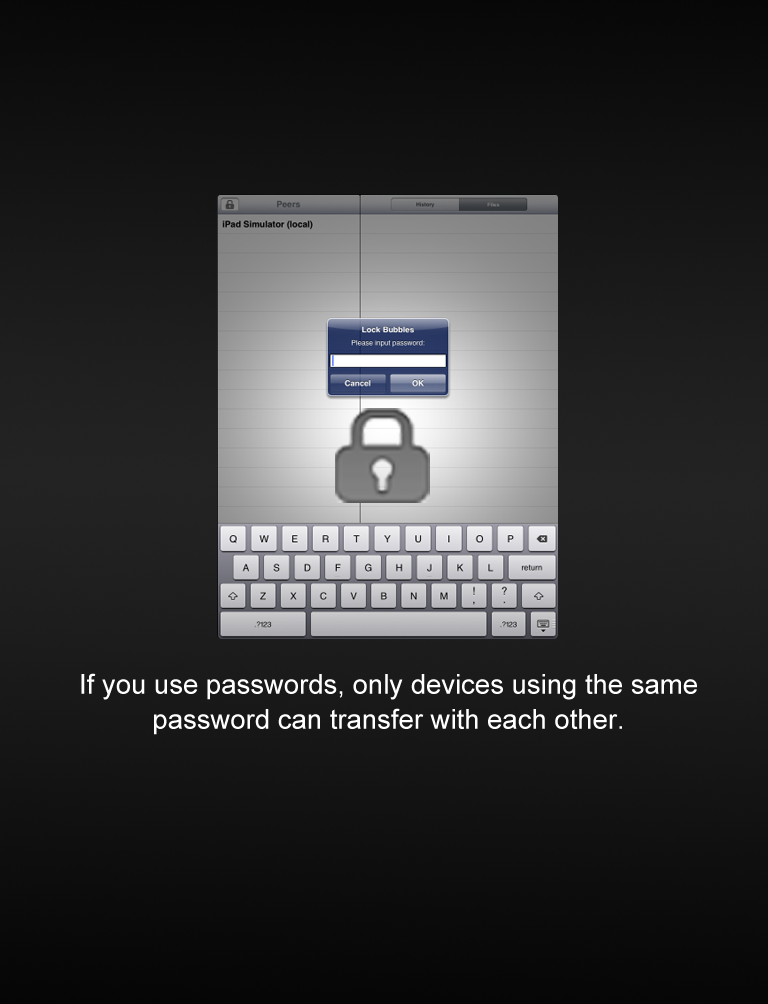 Peers History Files
iPad Simulator (local)
Lock Bubbles
Please input password:
Cancel OK
Q W E R T Y U I O P
A S D F G H J K L return
Z X C V B N M ! , ? .
.?123 .?123
If you use passwords, only devices using the same
password can transfer with each other.